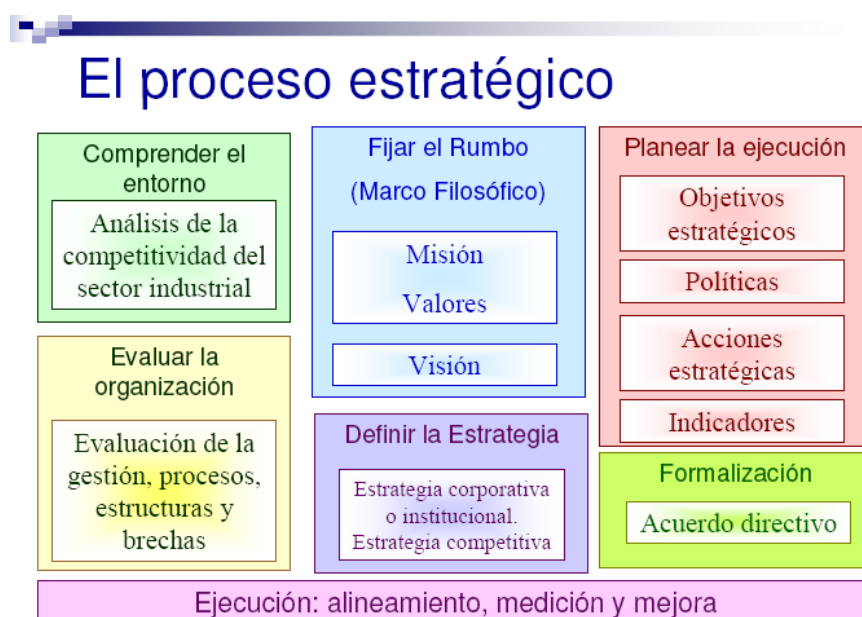 El proceso estratégico
Comprender el
entorno
Análisis de la
competitividad del
sector industrial
Evaluar la
organización
Evaluación de la
gestión, procesos,
estructuras y
brechas
Fijar el Rumbo
(Marco Filosófico)
Misión
Valores
Visión
Definir la Estrategia
Estrategia corporativa
o institucional.
Estrategia competitiva
Planear la ejecución
Objetivos
estratégicos
Políticas
Acciones
estratégicas
Indicadores
Formalización
Acuerdo directivo
Ejecución: alineamiento, medición y mejora